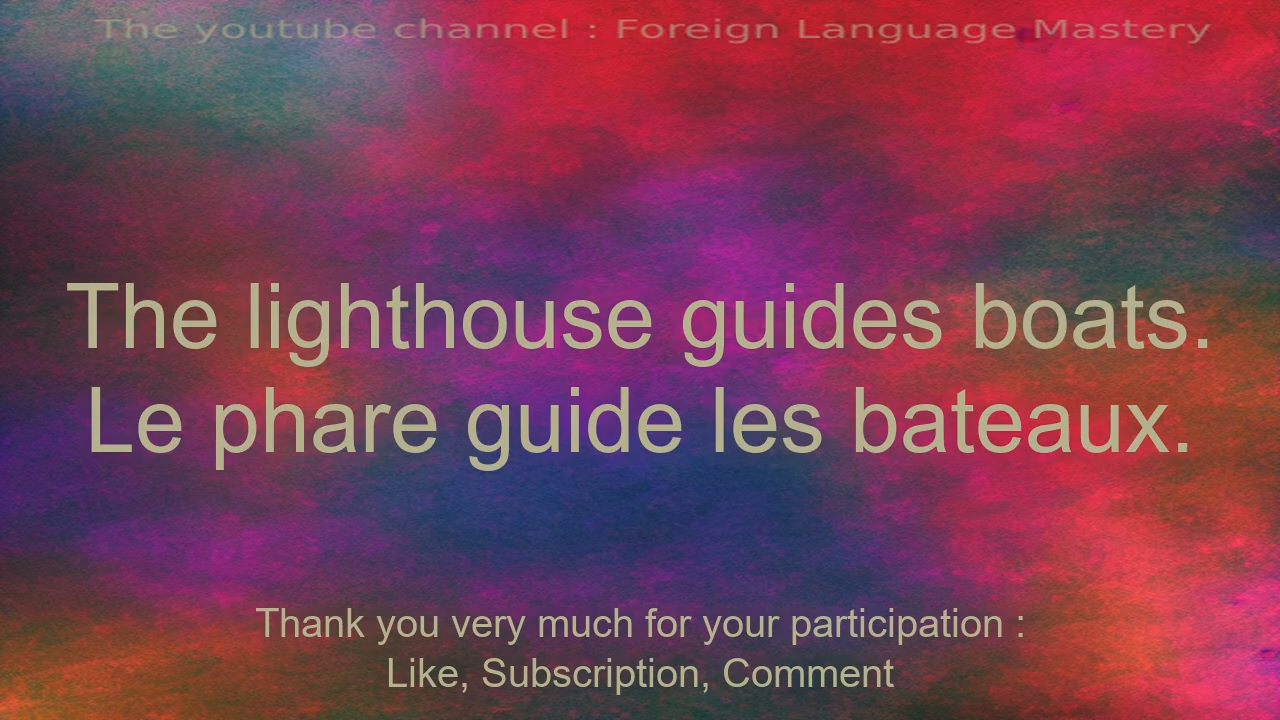 The youtube channel : Foreign Language Mastery
The lighthouse guides boats.
Le phare guide les bateaux.
Thank you very much for your participation :
Like, Subscription, Comment